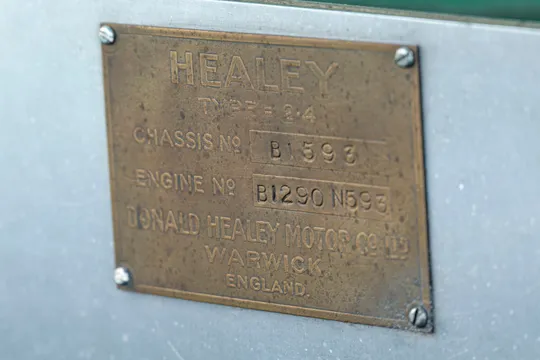 HEALEY
TYPE = 2·4
CHASSIS No B1593
ENGINE No B1290 N593
DONALD HEALEY MOTOR Co LTD
WARWICK
ENGLAND.